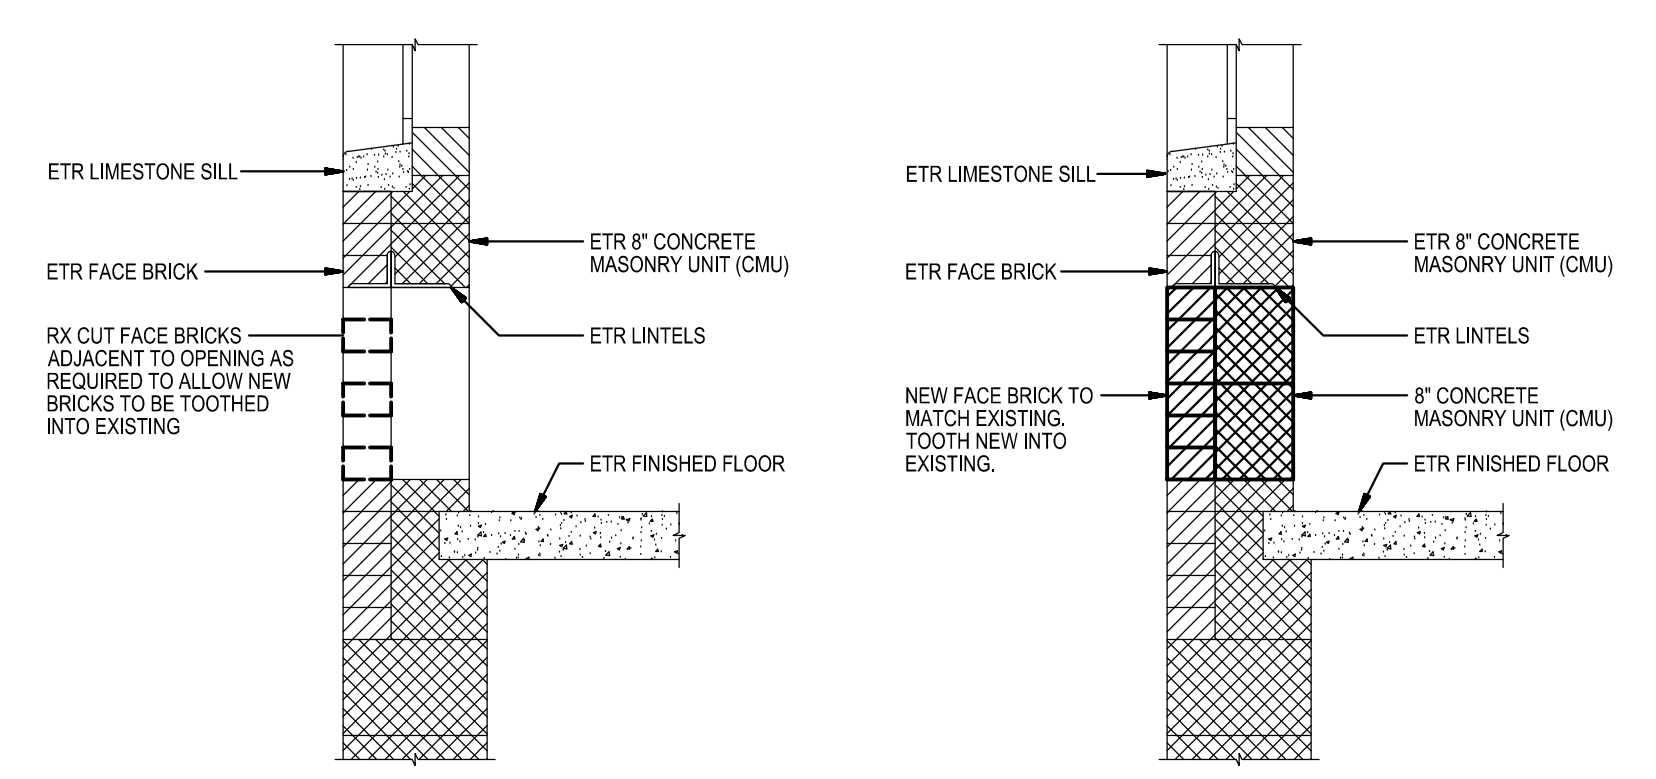 ETR LIMESTONE SILL
ETR 8" CONCRETE
MASONRY UNIT (CMU)
ETR FACE BRICK
RX CUT FACE BRICKS
ADJACENT TO OPENING AS
REQUIRED TO ALLOW NEW
BRICKS TO BE TOOTHED
INTO EXISTING
ETR LINTELS
ETR FINISHED FLOOR
ETR LIMESTONE SILL
ETR 8" CONCRETE
MASONRY UNIT (CMU)
ETR FACE BRICK
ETR LINTELS
NEW FACE BRICK TO
MATCH EXISTING.
TOOTH NEW INTO
EXISTING.
8" CONCRETE
MASONRY UNIT (CMU)
ETR FINISHED FLOOR